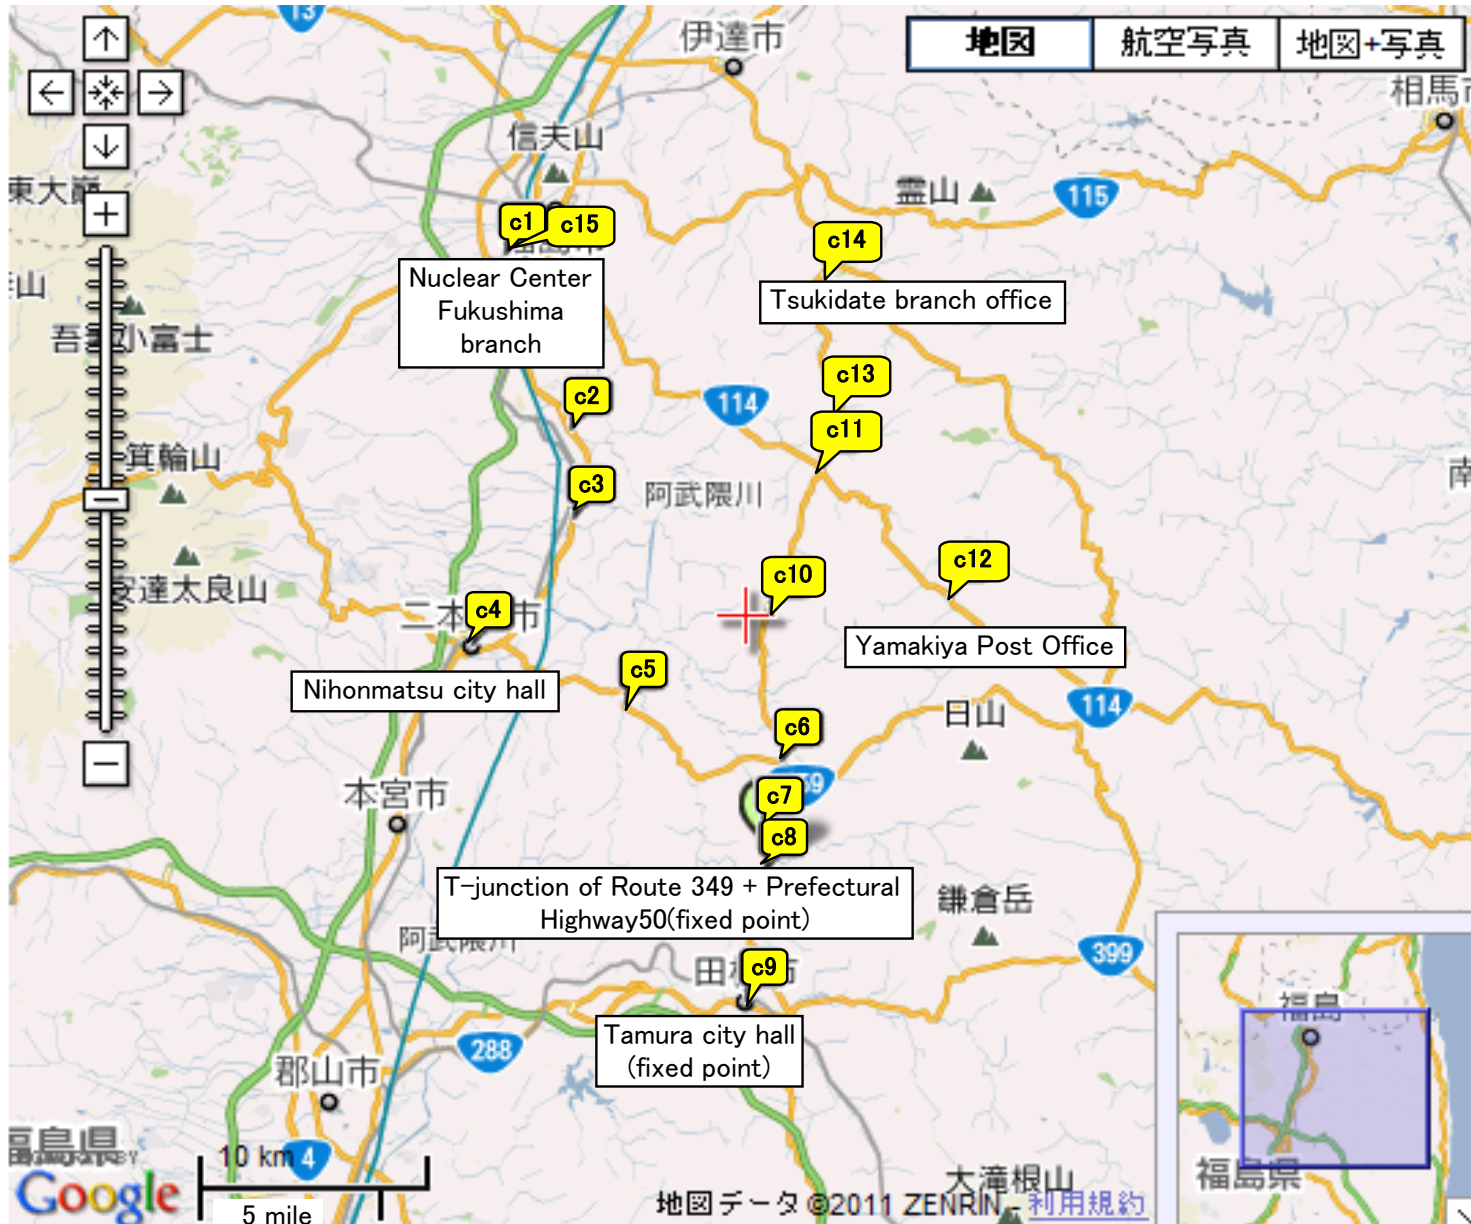 13
伊達市
地図
航空写真
地図+写真
相馬
信夫山
東大巓
霊山
115
c1
c15
c14
Nuclear Center
Fukushima
branch
Tsukidate branch office
山
小富士
c13
c2
114
c11
箕輪山
c3
阿武隈川
南
c12
c10
安達太良山
二本
市
c4
Yamakiya Post Office
c5
Nihonmatsu city hall
114
日山
c6
59
本宮市
c7
c8
T-junction of Route 349 + Prefectural
Highway50(fixed point)
鎌倉岳
阿武隈川
399
田
市
c9
福島
Tamura city hall
(fixed point)
288
郡山市
福島県
10 km
4
福島県
大滝根山
Google
地図データ ©2011 ZENRIN - 利用規約
5 mile